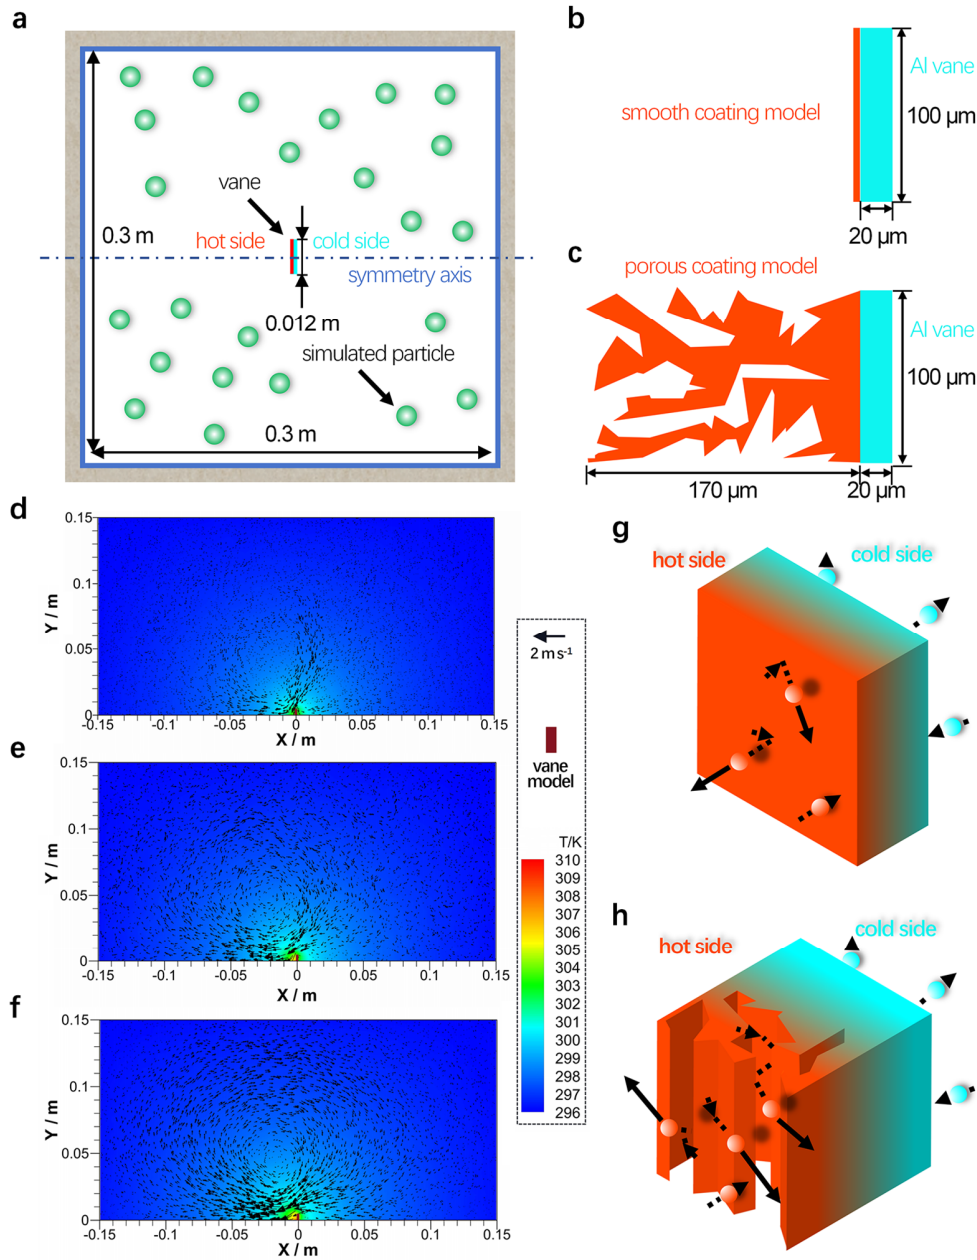 a
vane
0.3 m
hot side
cold side
symmetry axis
0.012 m
simulated particle
0.3 m
b
smooth coating model
Al vane
100 µm
20 µm
c
porous coating model
Al vane
100 µm
170 µm
20 µm
d
0.15
0.1
0.05
0
Y / m
-0.15
-0.1
-0.05
0
0.05
0.1
0.15
X / m
e
0.15
0.1
0.05
0
Y / m
-0.15
-0.1
-0.05
0
0.05
0.1
0.15
X / m
f
0.15
0.1
0.05
0
Y / m
-0.15
-0.1
-0.05
0
0.05
0.1
0.15
X / m
2 m s-1
vane
model
T/K
310
309
308
307
306
305
304
303
302
301
300
299
298
297
296
g
hot side
cold side
h
hot side
cold side